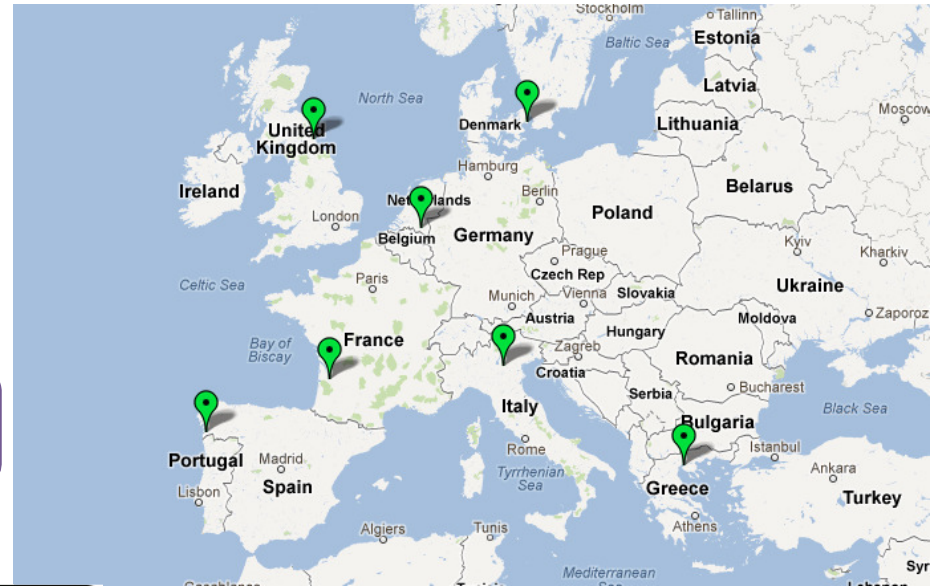 Stockholm
Tallinn
Estonia
Baltic Sea
Latvia
North Sea
Moscow
Denmark
Lithuania
United
Kingdom
Hamburg
Ireland
Berlin
Belarus
Poland
London
Belgium
Germany
Kyiv
Prague
Kharkiv
Czech Rep
Celtic Sea
Paris
Ukraine
Munich
Vienna
Slovakia
Austria
Moldova
Zaporoz
Hungary
France
Bay of
Biscay
Zagreb
Romania
Croatia
Serbia
Bucharest
Italy
Black Sea
Bulgaria
Rome
Istanbul
Portugal
Madrid
Tyrrhenian
Sea
Ankara
Spain
Greece
Lisbon
Turkey
Athens
Algiers
Tunis
Syr
Mediterranean